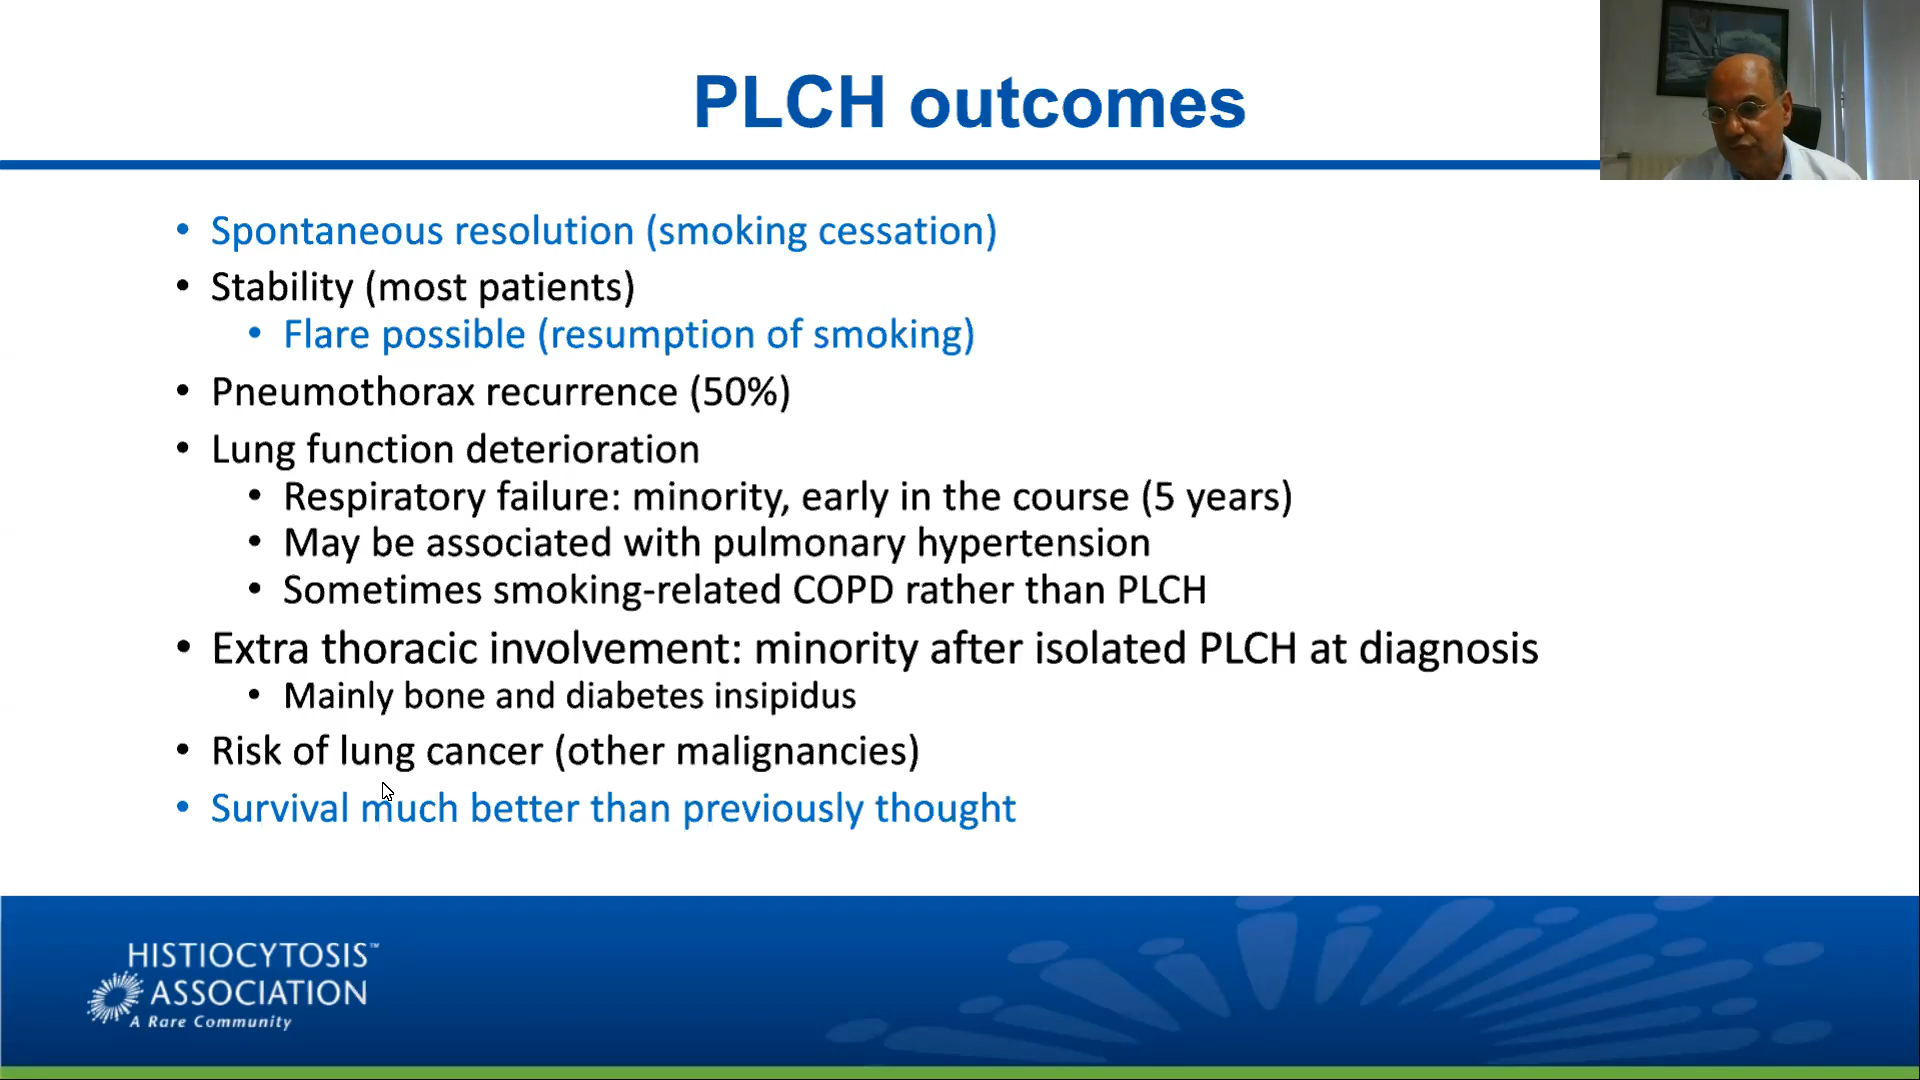 PLCH outcomes
• Spontaneous resolution (smoking cessation)
• Stability (most patients)
• Flare possible (resumption of smoking)
• Pneumothorax recurrence (50%)
• Lung function deterioration
• Respiratory failure: minority, early in the course (5 years)
• May be associated with pulmonary hypertension
• Sometimes smoking-related COPD rather than PLCH
• Extra thoracic involvement: minority after isolated PLCH at diagnosis
• Mainly bone and diabetes insipidus
• Risk of lung cancer (other malignancies)
• Survival much better than previously thought
HISTIOCYTOSIS™
ASSOCIATION
A Rare Community